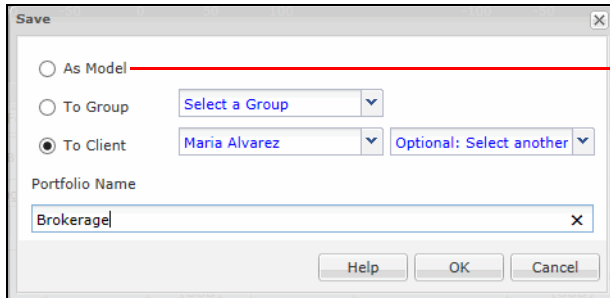 Save
As Model
To Group Select a Group
To Client Maria Alvarez Optional: Select another
Portfolio Name
Brokerage
Help OK Cancel